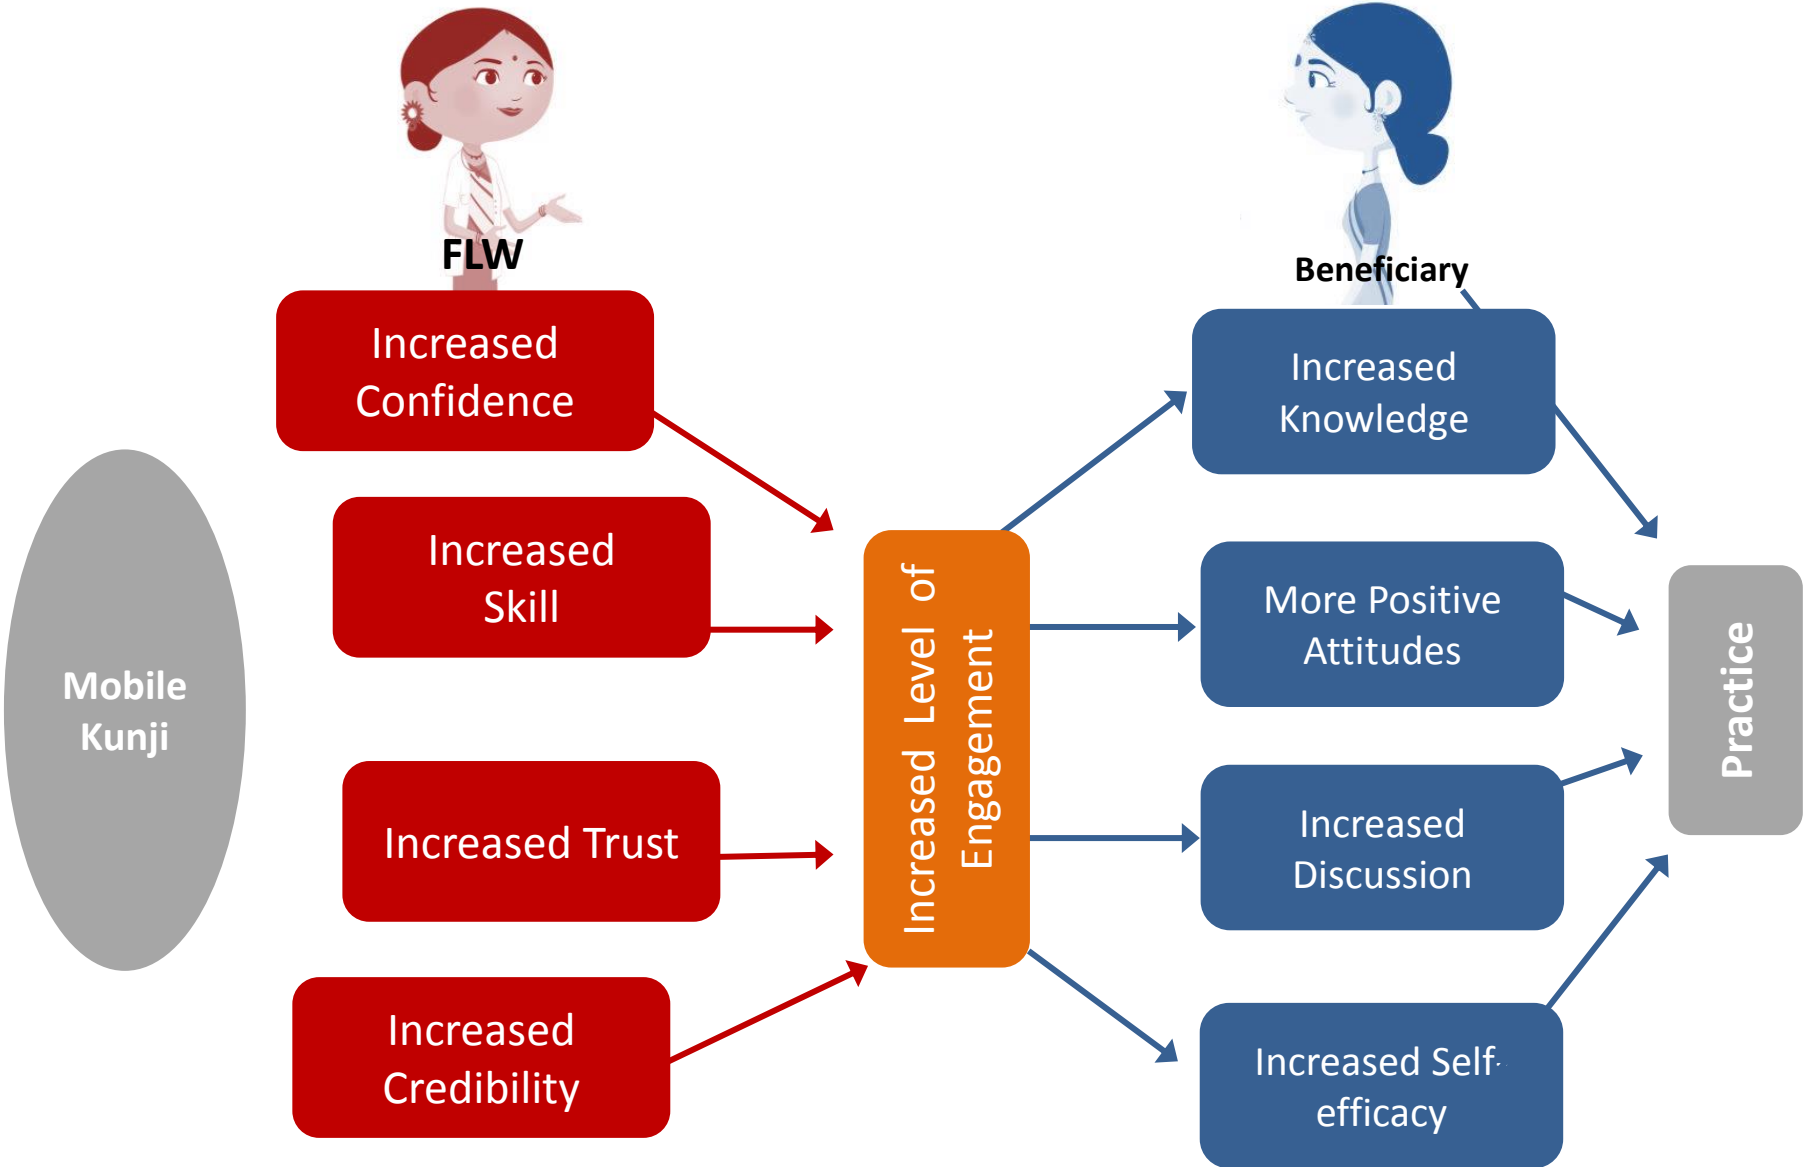 FLW
Beneficiary
Mobile
Kunji
Increased
Confidence
Increased
Skill
Increased Trust
Increased
Credibility
Increased Level of
Engagement
Increased
Knowledge
More Positive
Attitudes
Increased
Discussion
Increased Self-
efficacy
Practice